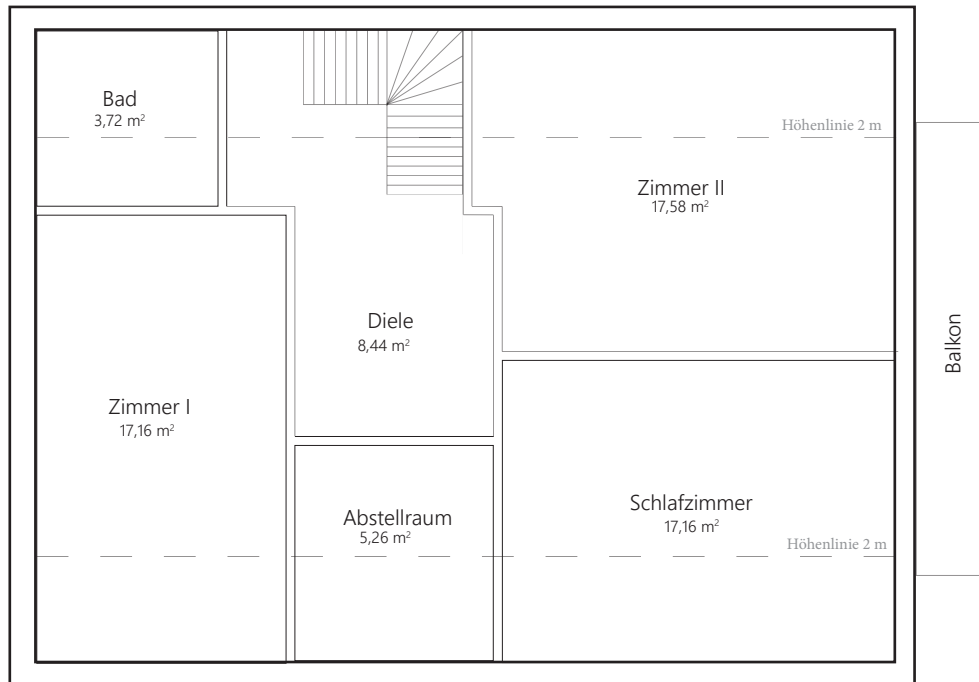 Bad
3,72 m²
Höhenlinie 2 m
Zimmer II
17,58 m²
Diele
8,44 m²
Balkon
Zimmer I
17,16 m²
Schlafzimmer
17,16 m²
Abstellraum
5,26 m²
Höhenlinie 2 m